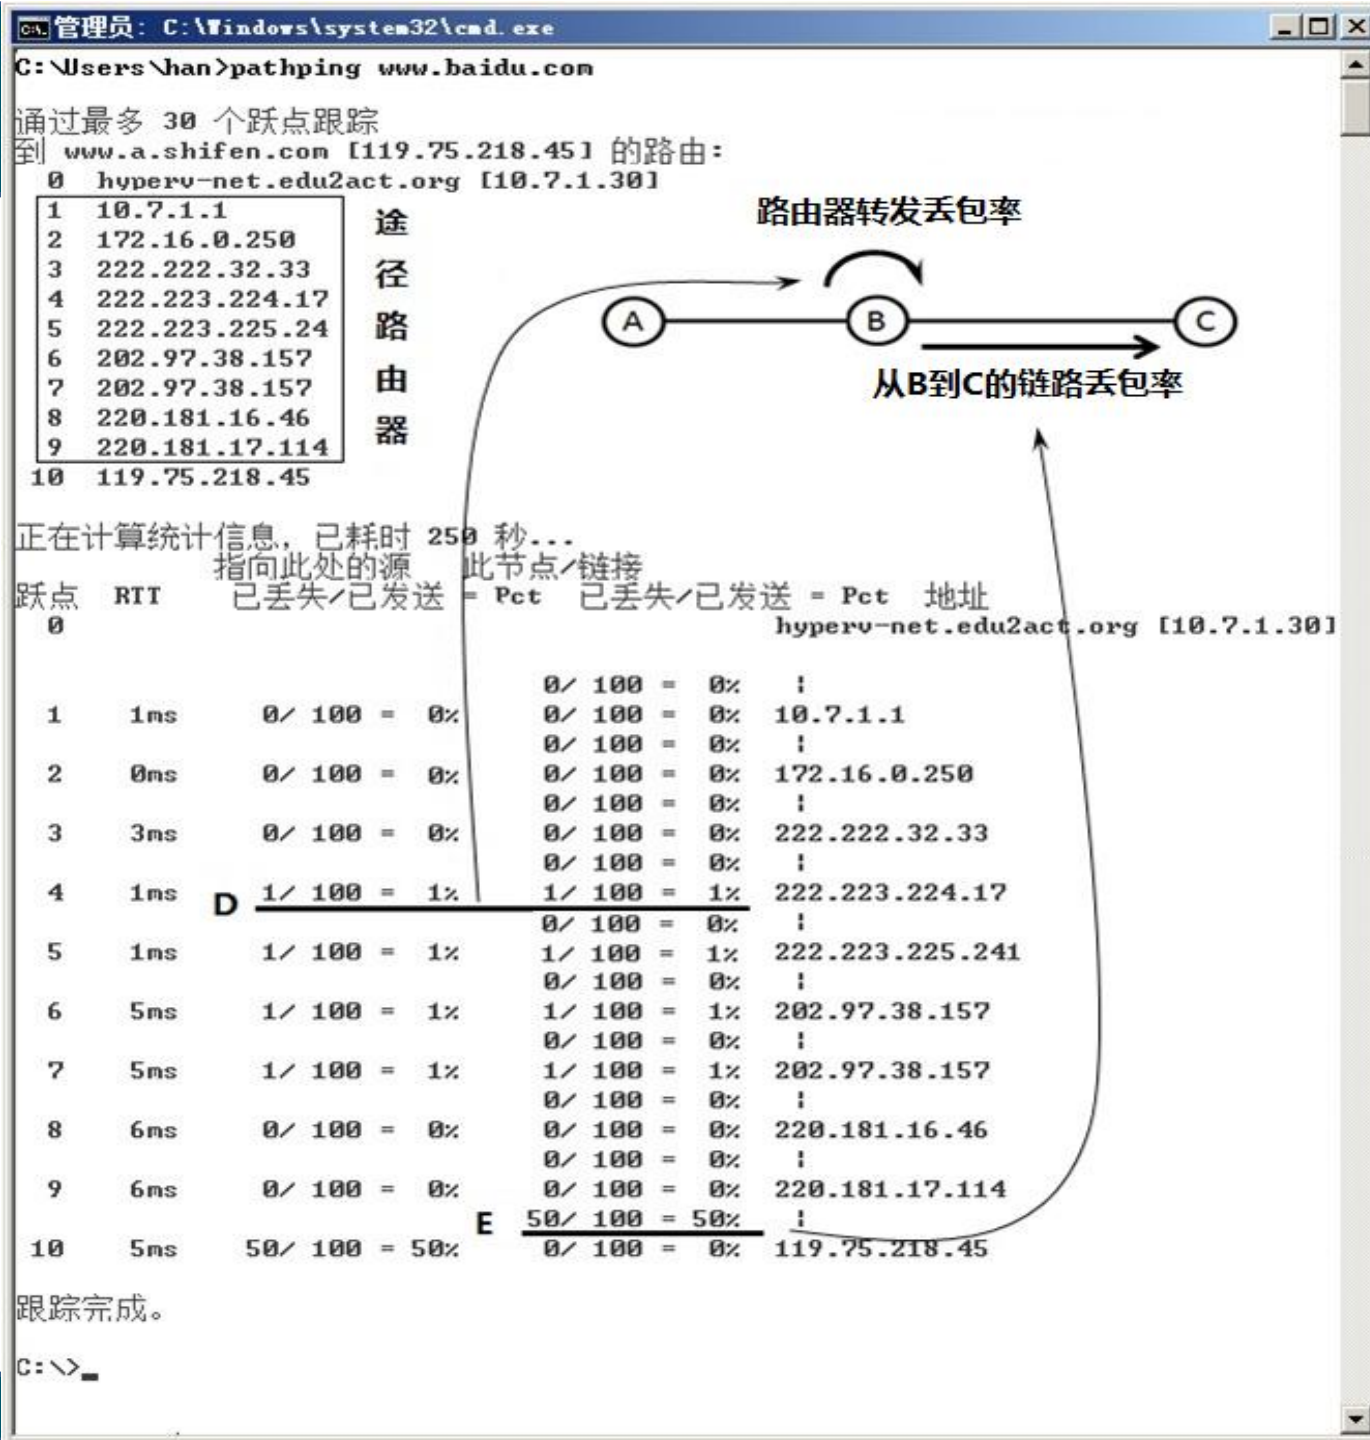 管理员: C:\Windows\system32\cmd.exe
C:\Users\han>pathping www.baidu.com
通过最多 30 个跃点跟踪
到 www.a.shifen.com [119.75.218.45] 的路由:
0 hyperv-net.edu2act.org [10.7.1.30]
1 10.7.1.1
2 172.16.0.250
3 222.222.32.33
4 222.223.224.17
5 222.223.225.24
6 202.97.38.157
7 202.97.38.157
8 220.181.16.46
9 220.181.17.114
10 119.75.218.45
途径路由器
路由器转发丢包率
A B C
从B到C的链路丢包率
正在计算统计信息，已耗时 250 秒...
指向此处的源 此节点/链接
跃点 RTT 已丢失/已发送 = Pct 已丢失/已发送 = Pct 地址
0 hyperv-net.edu2act.org [10.7.1.30]
0/ 100 = 0% ¦
1 1ms 0/ 100 = 0% 0/ 100 = 0% 10.7.1.1
0/ 100 = 0% ¦
2 0ms 0/ 100 = 0% 0/ 100 = 0% 172.16.0.250
0/ 100 = 0% ¦
3 3ms 0/ 100 = 0% 0/ 100 = 0% 222.222.32.33
0/ 100 = 0% ¦
4 1ms D 1/ 100 = 1% 1/ 100 = 1% 222.223.224.17
0/ 100 = 0% ¦
5 1ms 1/ 100 = 1% 1/ 100 = 1% 222.223.225.241
0/ 100 = 0% ¦
6 5ms 1/ 100 = 1% 1/ 100 = 1% 202.97.38.157
0/ 100 = 0% ¦
7 5ms 1/ 100 = 1% 1/ 100 = 1% 202.97.38.157
0/ 100 = 0% ¦
8 6ms 0/ 100 = 0% 0/ 100 = 0% 220.181.16.46
0/ 100 = 0% ¦
9 6ms 0/ 100 = 0% 0/ 100 = 0% 220.181.17.114
E 50/ 100 = 50% ¦
10 5ms 50/ 100 = 50% 0/ 100 = 0% 119.75.218.45
跟踪完成。
C:\>